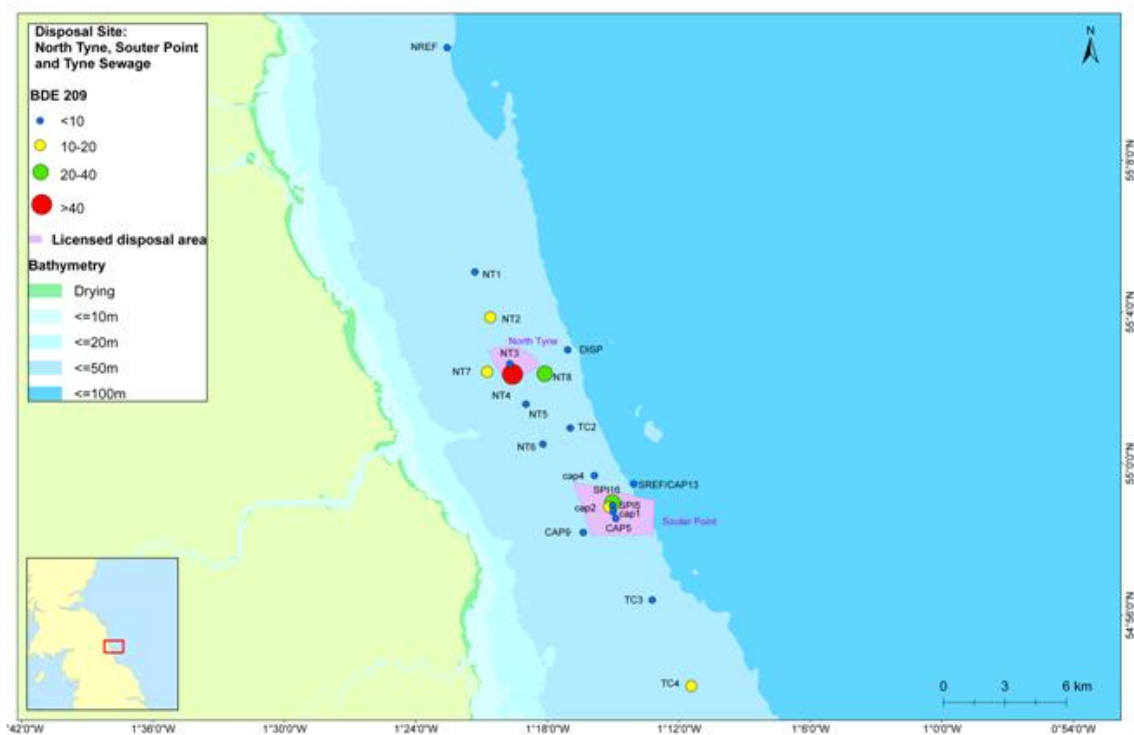 Disposal Site:
North Tyne, Souter Point
and Tyne Sewage
BDE 209
<10
10-20
20-40
>40
Licensed disposal area
Bathymetry
Drying
<=10m
<=20m
<=50m
<=100m
N
NREF
NT1
NT2
North Tyne
DISP
NT3
NT7
NT8
NT4
NT5
TC2
NT6
cap4
SREF/CAP13
SPI16
SPI5
cap2
cap1
CAP5
Souter Point
CAP9
TC3
TC4
0 3 6 km
55°8'0"N
55°4'0"N
55°0'0"N
54°56'0"N
1°42'0"W 1°36'0"W 1°30'0"W 1°24'0"W 1°18'0"W 1°12'0"W 1°6'0"W 1°0'0"W 0°54'0"W